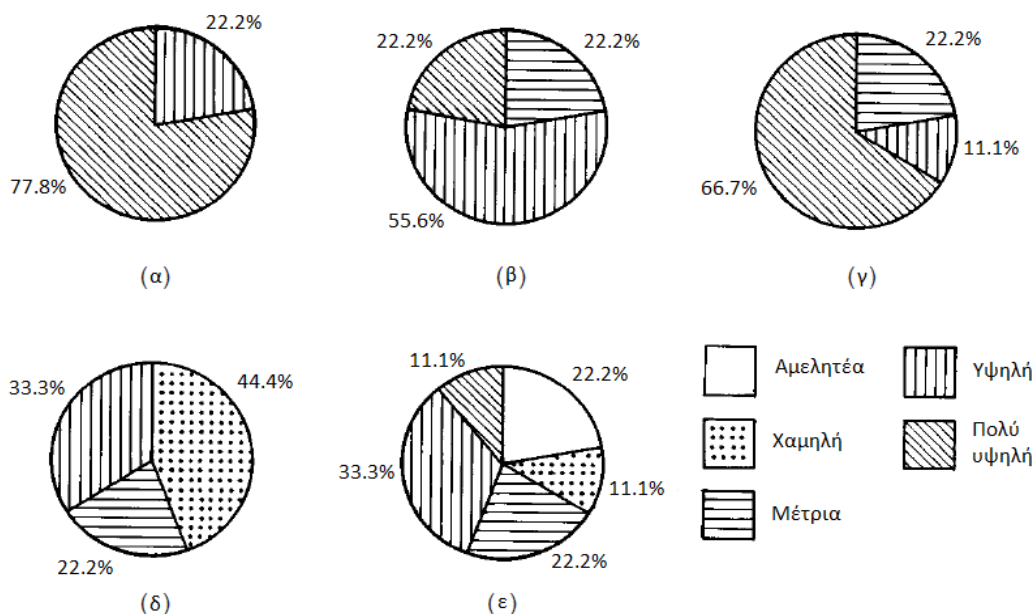 22.2%
77.8%
(α)
22.2%
22.2%
55.6%
(β)
22.2%
11.1%
66.7%
(γ)
33.3%
44.4%
22.2%
(δ)
11.1%
22.2%
33.3%
11.1%
22.2%
(ε)
Αμελητέα
Υψηλή
Χαμηλή
Πολύ
υψηλή
Μέτρια